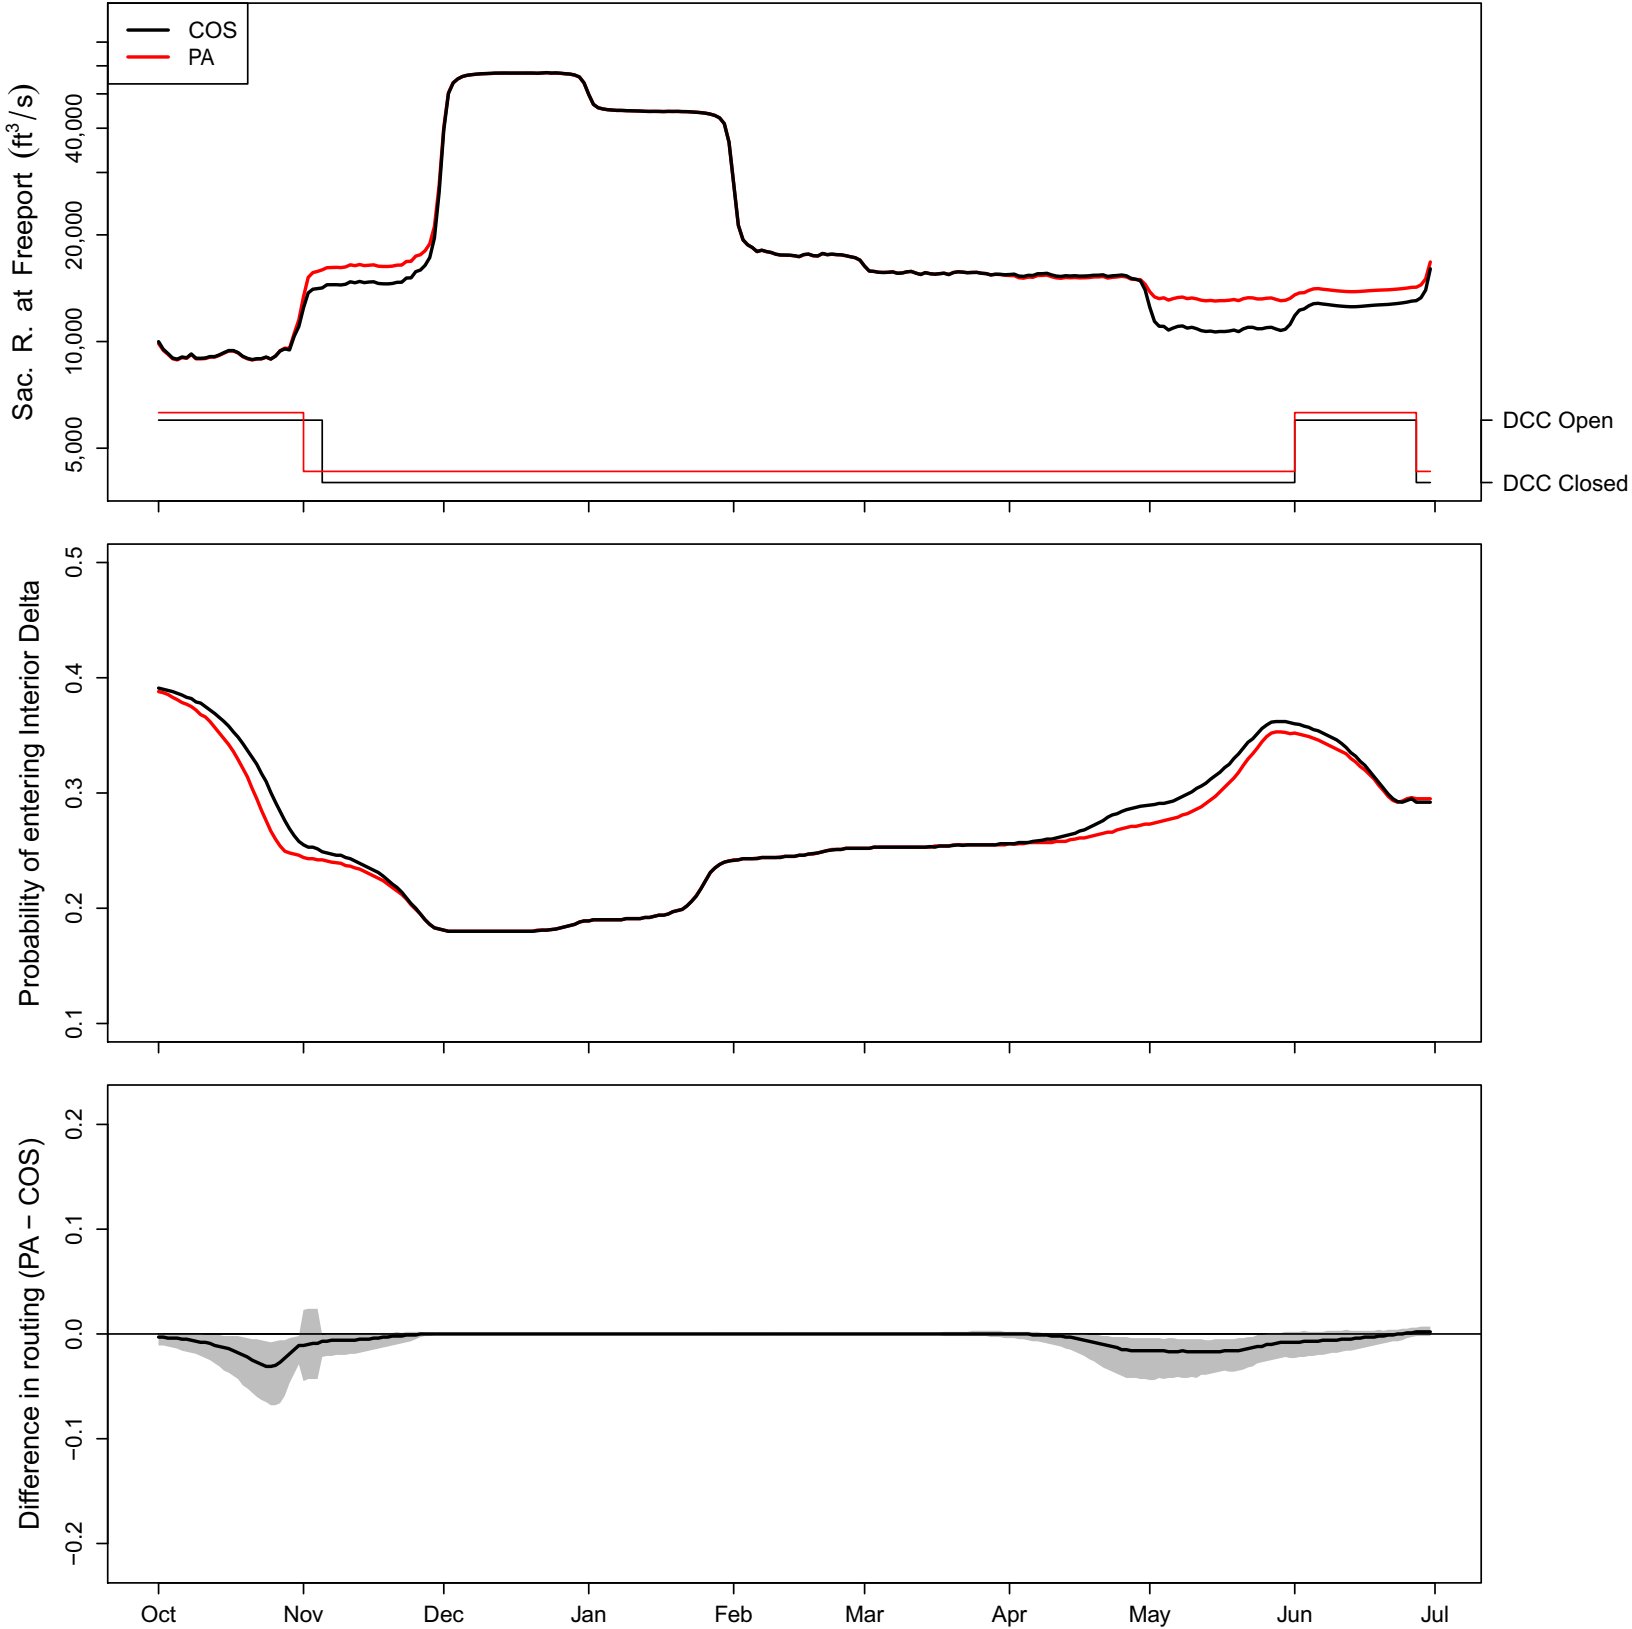 COS
PA
Sac. R. at Freeport (ft³/s)
40,000
20,000
10,000
5,000
DCC Open
DCC Closed
Probability of entering Interior Delta
0.5
0.4
0.3
0.2
0.1
Difference in routing (PA − COS)
0.2
0.1
0.0
−0.1
−0.2
Oct Nov Dec Jan Feb Mar Apr May Jun Jul